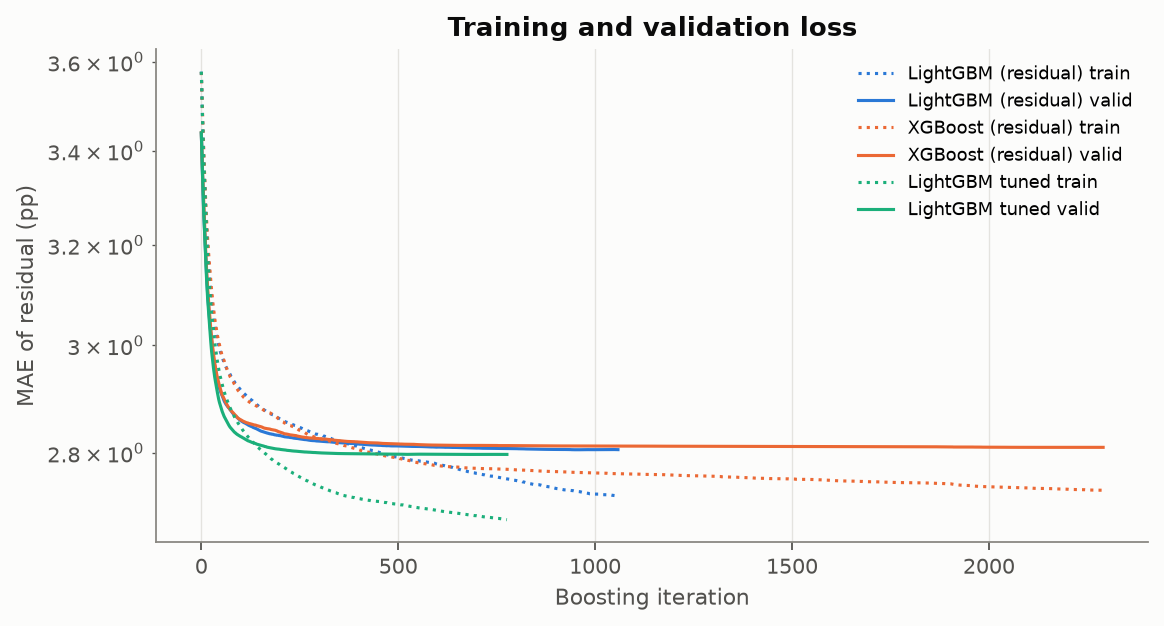 Training and validation loss
3.6 × 10⁰
3.4 × 10⁰
3.2 × 10⁰
3 × 10⁰
2.8 × 10⁰
MAE of residual (pp)
LightGBM (residual) train
LightGBM (residual) valid
XGBoost (residual) train
XGBoost (residual) valid
LightGBM tuned train
LightGBM tuned valid
0 500 1000 1500 2000
Boosting iteration